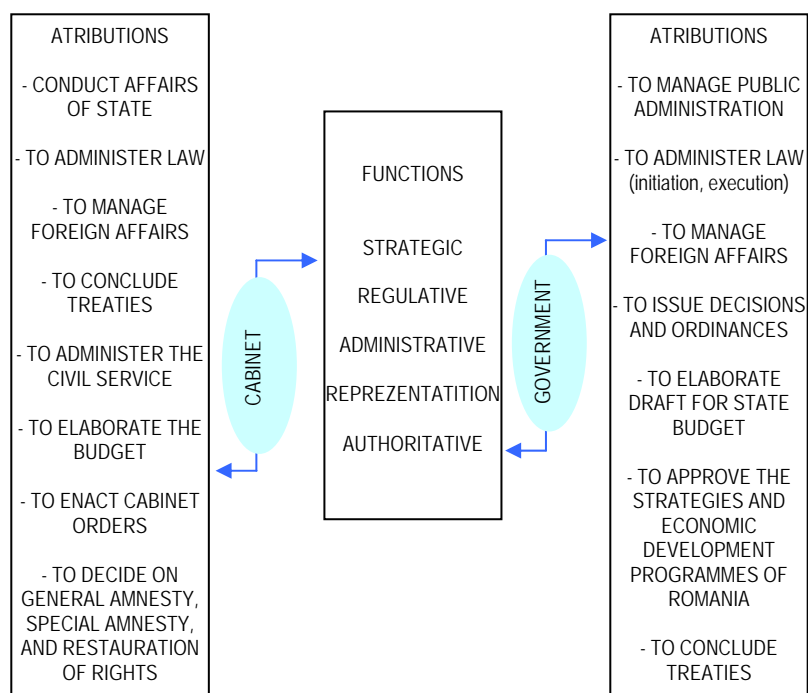 ATRIBUTIONS
- CONDUCT AFFAIRS
OF STATE
- TO ADMINISTER LAW
- TO MANAGE
FOREIGN AFFAIRS
- TO CONCLUDE
TREATIES
- TO ADMINISTER THE
CIVIL SERVICE
- TO ELABORATE THE
BUDGET
- TO ENACT CABINET
ORDERS
- TO DECIDE ON
GENERAL AMNESTY,
SPECIAL AMNESTY,
AND RESTAURATION
OF RIGHTS
CABINET
FUNCTIONS
STRATEGIC
REGULATIVE
ADMINISTRATIVE
REPREZENTATITION
AUTHORITATIVE
GOVERNMENT
ATRIBUTIONS
- TO MANAGE PUBLIC
ADMINISTRATION
- TO ADMINISTER LAW
(initiation, execution)
- TO MANAGE
FOREIGN AFFAIRS
- TO ISSUE DECISIONS
AND ORDINANCES
- TO ELABORATE
DRAFT FOR STATE
BUDGET
- TO APPROVE THE
STRATEGIES AND
ECONOMIC
DEVELOPMENT
PROGRAMMES OF
ROMANIA
- TO CONCLUDE
TREATIES